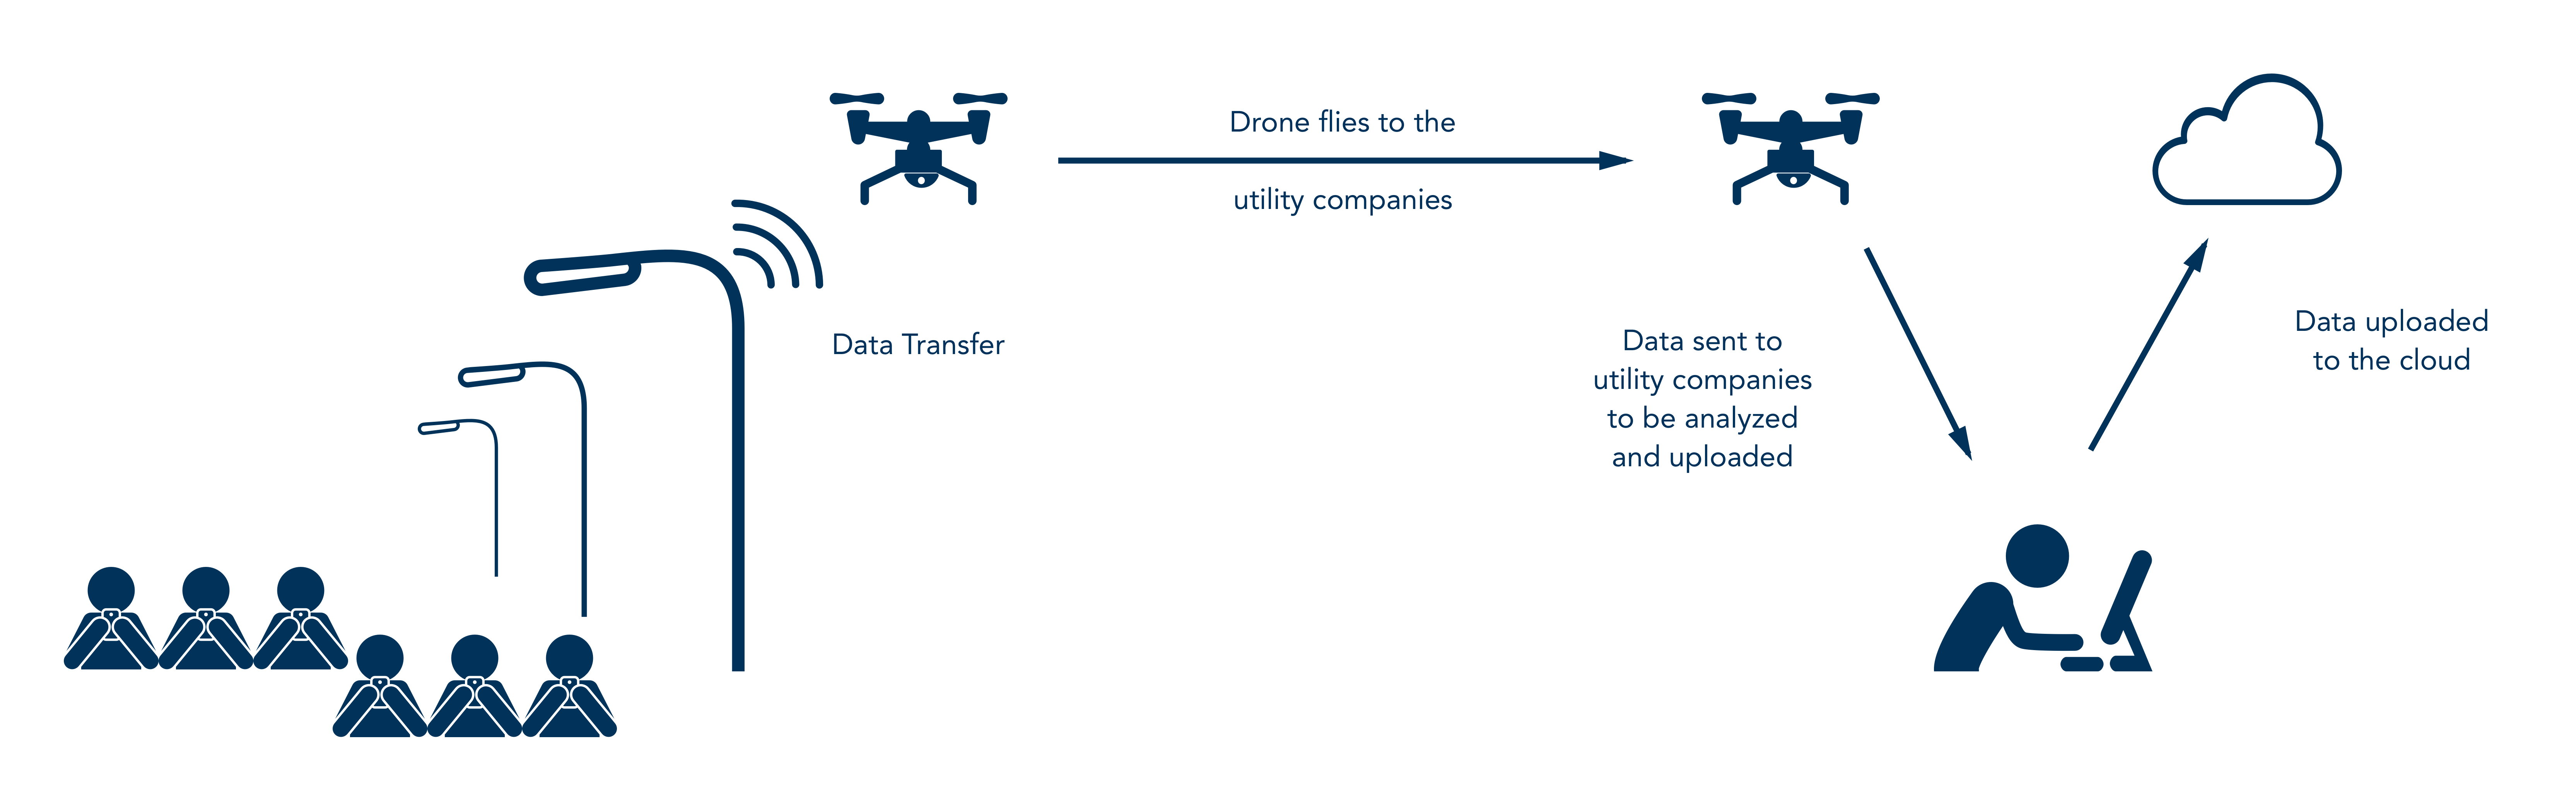 Drone flies to the
utility companies
Data Transfer
Data sent to
utility companies
to be analyzed
and uploaded
Data uploaded
to the cloud